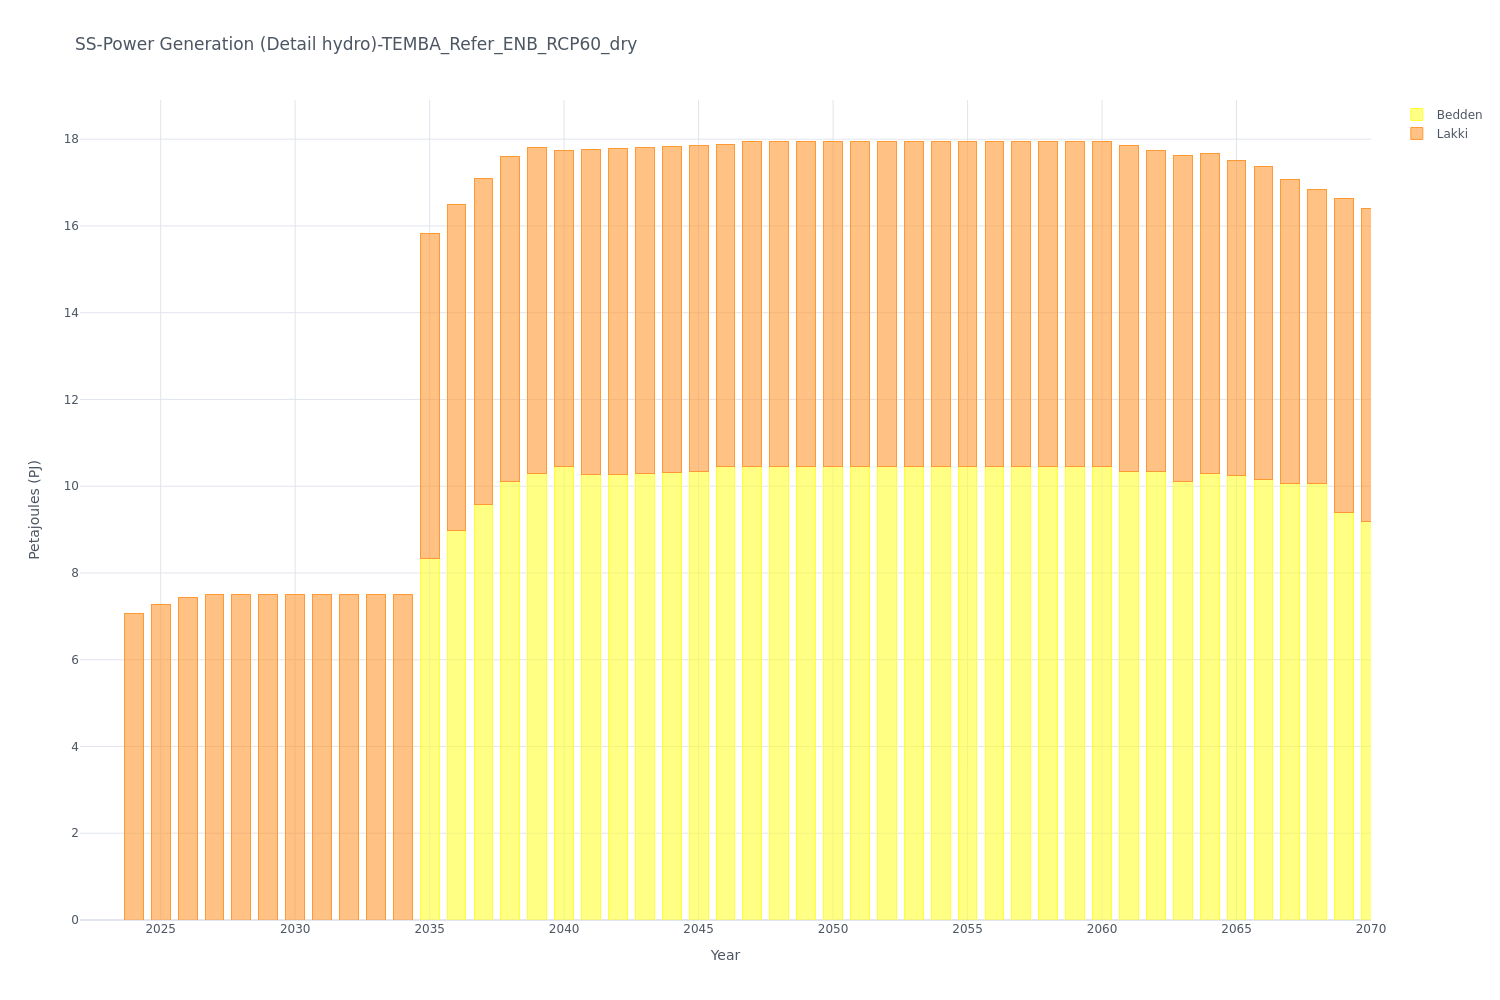 SS-Power Generation (Detail hydro)-TEMBA_Refer_ENB_RCP60_dry
Bedden
Lakki
18
16
14
12
10
8
6
4
2
0
Petajoules (PJ)
2025 2030 2035 2040 2045 2050 2055 2060 2065 2070
Year